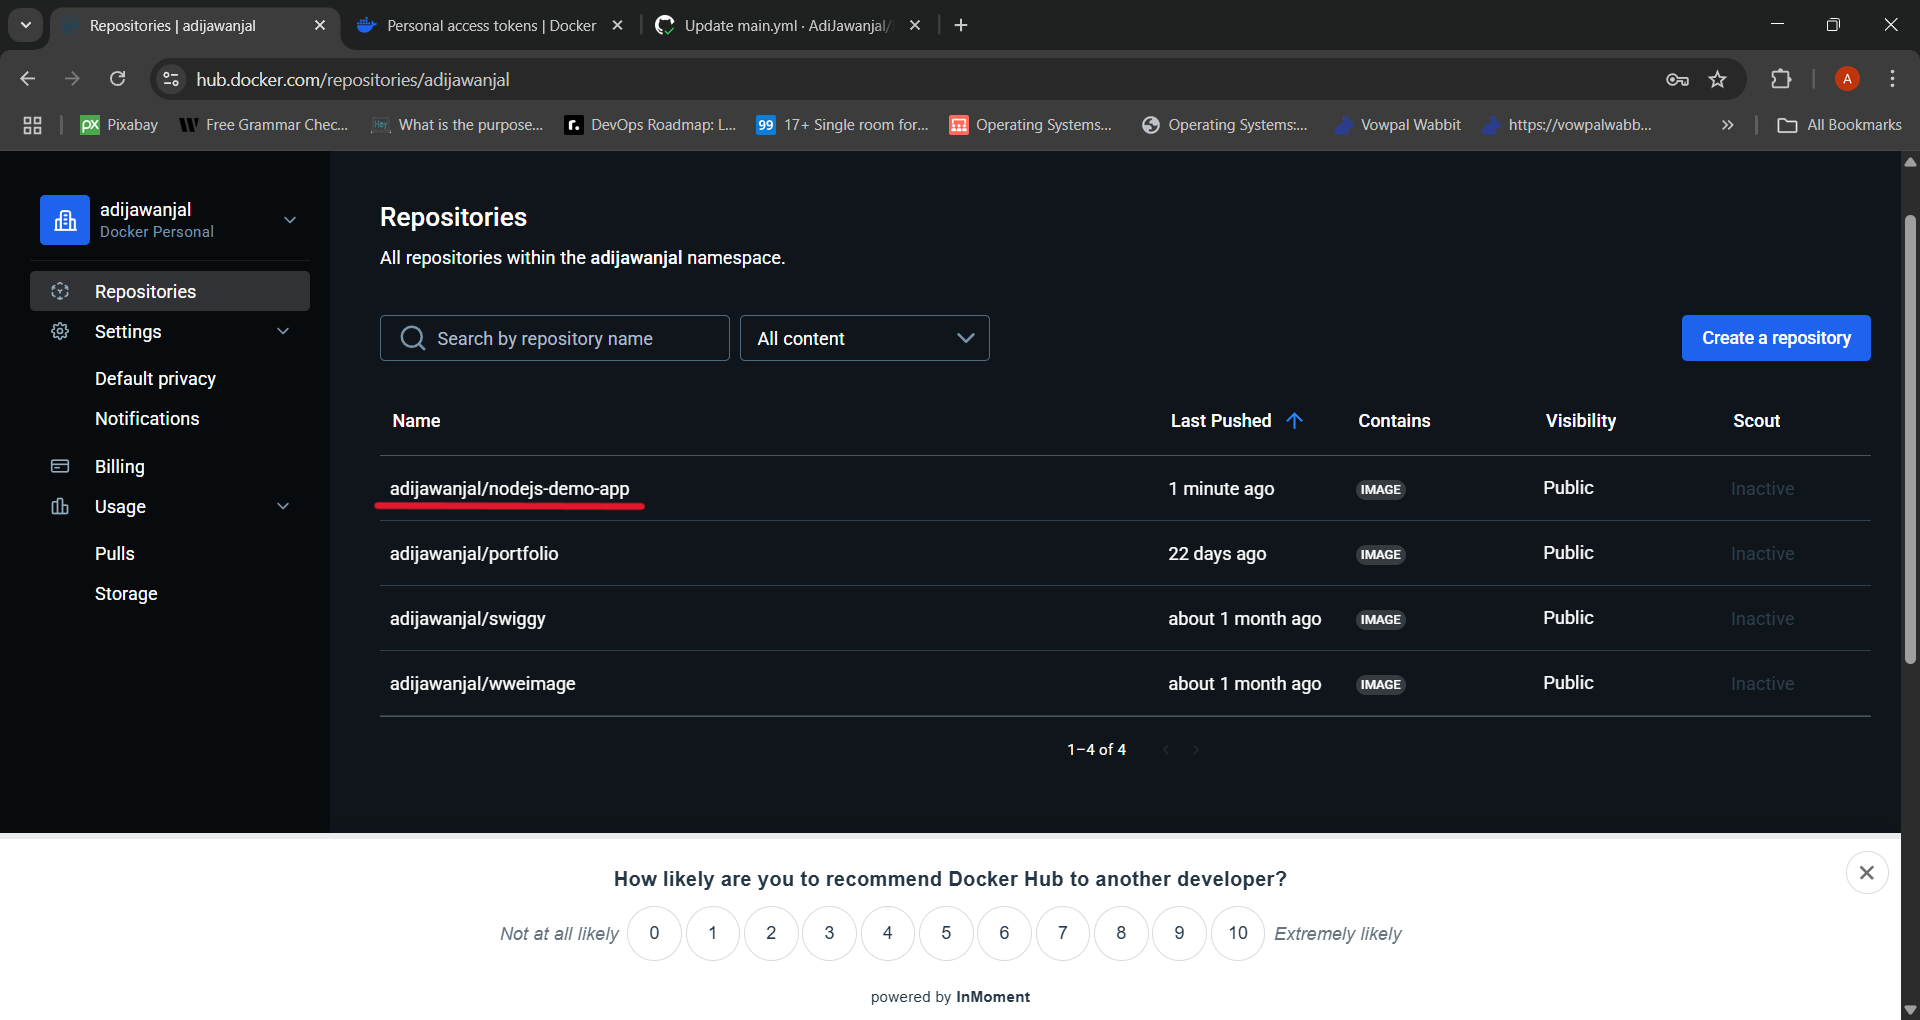 Repositories | adijawanjal
Personal access tokens | Docker
Update main.yml · AdiJawanjal/
hub.docker.com/repositories/adijawanjal
A
Pixabay
Free Grammar Chec...
What is the purpose...
DevOps Roadmap: L...
17+ Single room for...
Operating Systems...
Operating Systems:...
Vowpal Wabbit
https://vowpalwabb...
All Bookmarks
adijawanjal
Docker Personal
Repositories
Settings
Default privacy
Notifications
Billing
Usage
Pulls
Storage
Repositories
All repositories within the adijawanjal namespace.
Search by repository name
All content
Create a repository
Name Last Pushed Contains Visibility Scout
adijawanjal/nodejs-demo-app 1 minute ago IMAGE Public Inactive
adijawanjal/portfolio 22 days ago IMAGE Public Inactive
adijawanjal/swiggy about 1 month ago IMAGE Public Inactive
adijawanjal/wweimage about 1 month ago IMAGE Public Inactive
1–4 of 4
How likely are you to recommend Docker Hub to another developer?
Not at all likely 0 1 2 3 4 5 6 7 8 9 10 Extremely likely
powered by InMoment